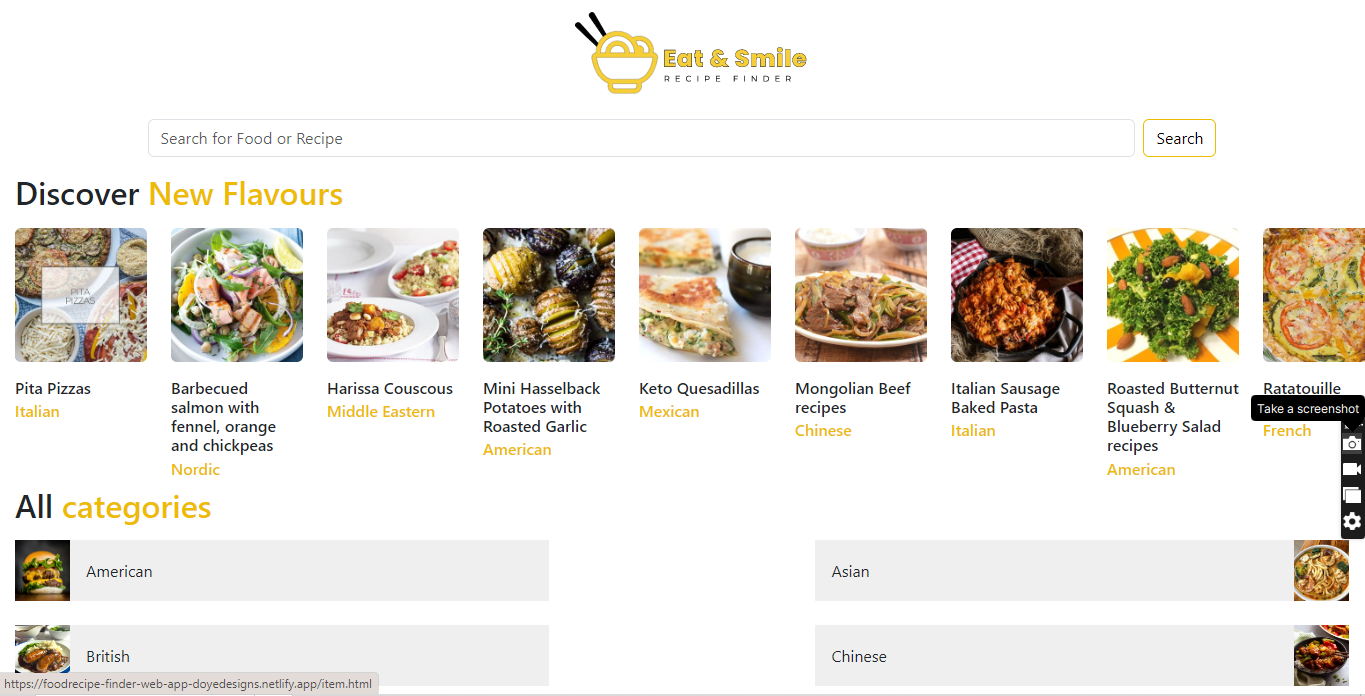 Eat & Smile
RECIPE FINDER
Search for Food or Recipe
Search
Discover New Flavours
PITA
PIZZAS
Pita Pizzas
Italian
Barbecued
salmon with
fennel, orange
and chickpeas
Nordic
Harissa Couscous
Middle Eastern
Mini Hasselback
Potatoes with
Roasted Garlic
American
Keto Quesadillas
Mexican
Mongolian Beef
recipes
Chinese
Italian Sausage
Baked Pasta
Italian
Roasted Butternut
Squash &
Blueberry Salad
recipes
American
Ratatouille
French
Take a screenshot
All categories
American
Asian
British
Chinese
https://foodrecipe-finder-web-app-doyedesigns.netlify.app/item.html